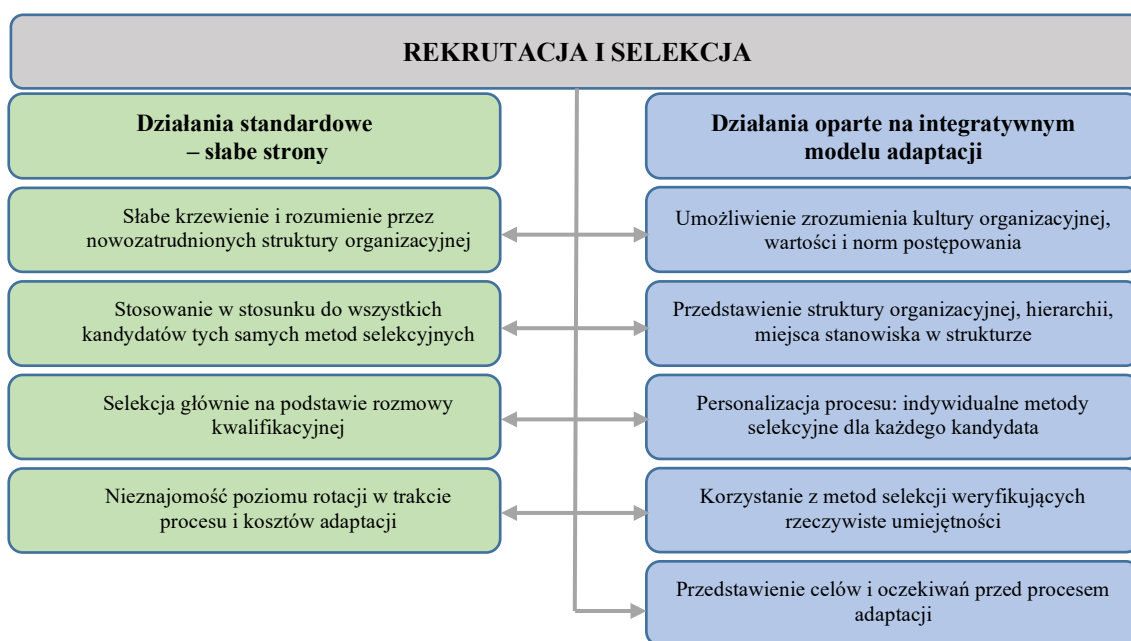 REKRUTACJA I SELEKCJA
Działania standardowe
– słabe strony
Działania oparte na integratywnym
modelu adaptacji
Słabe krzewienie i rozumienie przez
nowozatrudnionych struktury organizacyjnej
Umożliwienie zrozumienia kultury organizacyjnej,
wartości i norm postępowania
Stosowanie w stosunku do wszystkich
kandydatów tych samych metod selekcyjnych
Przedstawienie struktury organizacyjnej, hierarchii,
miejsca stanowiska w strukturze
Selekcja głównie na podstawie rozmowy
kwalifikacyjnej
Personalizacja procesu: indywidualne metody
selekcyjne dla każdego kandydata
Nieznajomość poziomu rotacji w trakcie
procesu i kosztów adaptacji
Korzystanie z metod selekcji weryfikujących
rzeczywiste umiejętności
Przedstawienie celów i oczekiwań przed procesem
adaptacji